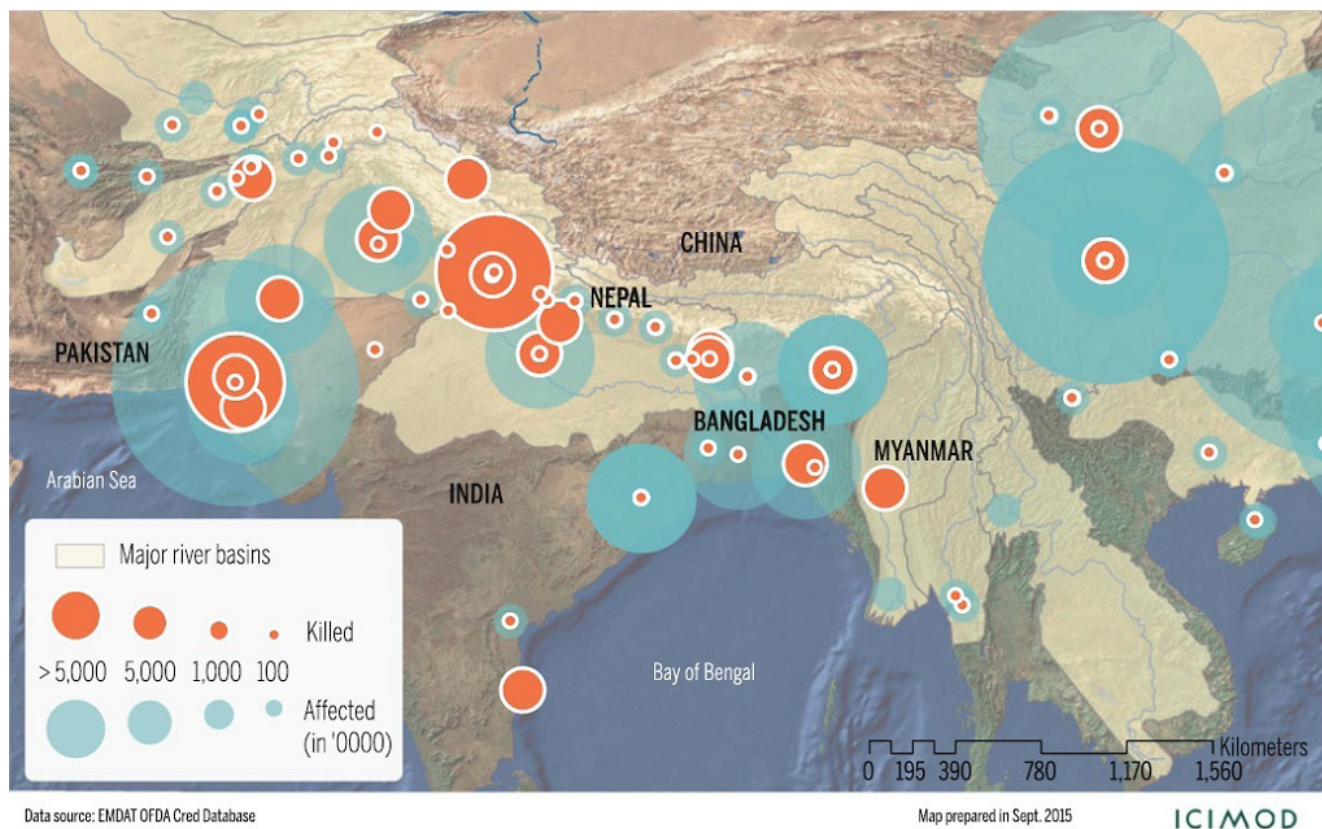 CHINA
NEPAL
PAKISTAN
BANGLADESH
MYANMAR
Arabian Sea
INDIA
Bay of Bengal
Major river basins
Killed
> 5,000 5,000 1,000 100
Affected
(in '0000)
Kilometers
0 195 390 780 1,170 1,560
Data source: EMDAT OFDA Cred Database
Map prepared in Sept. 2015
ICIMOD